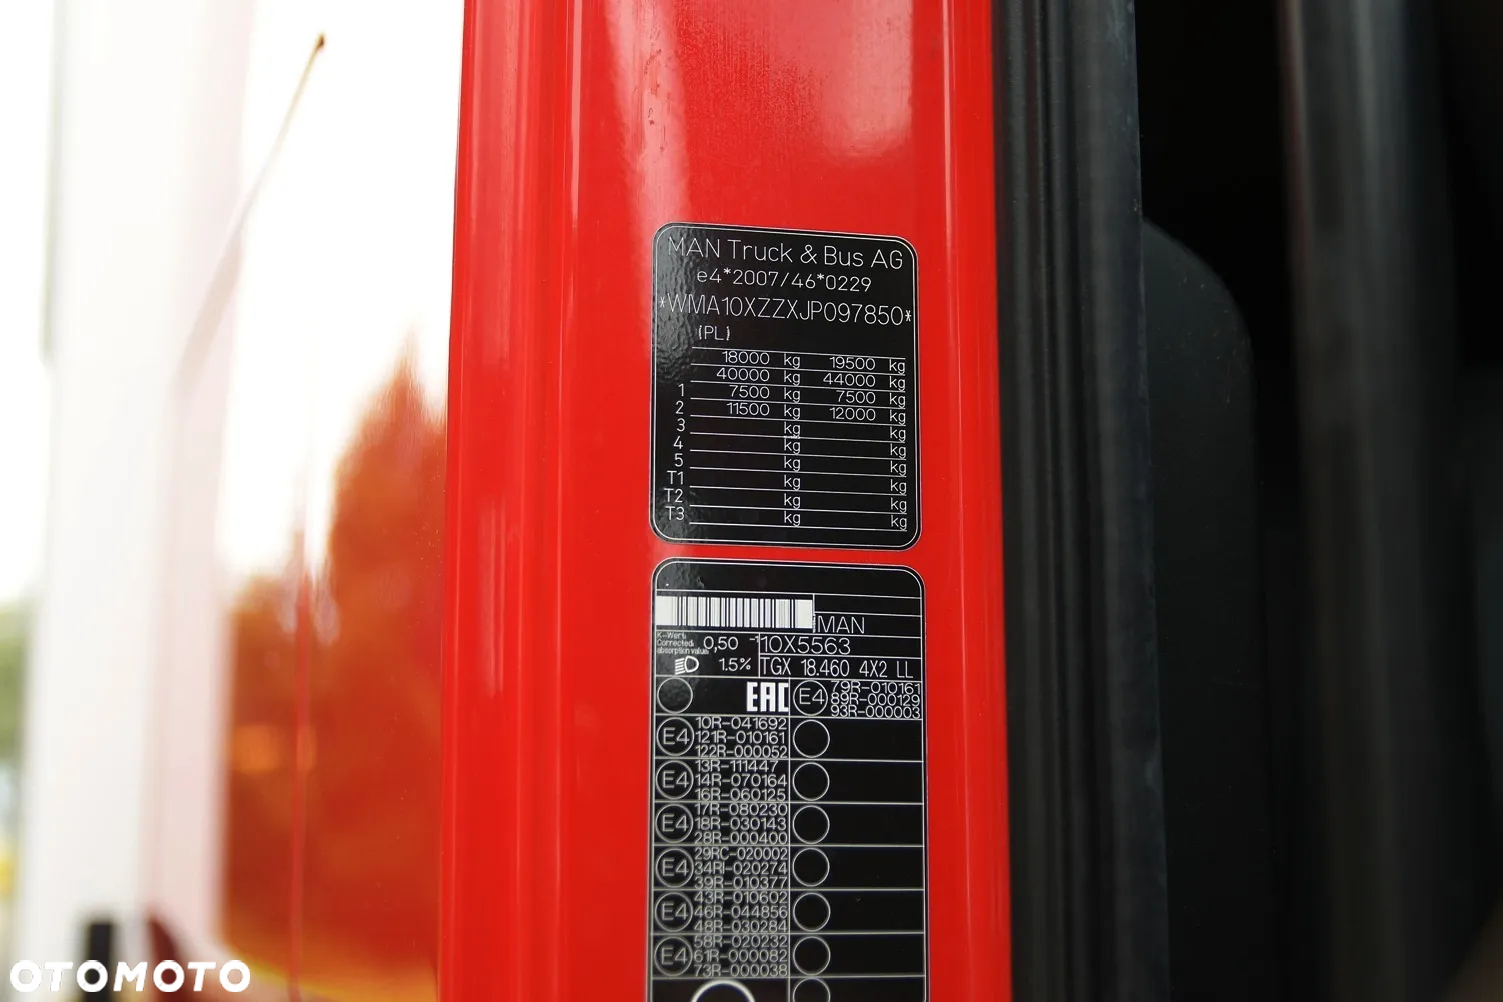 MAN Truck & Bus AG
e4*2007/46*0229
*WMA10XZZXJP097850*
(PL)
18000 kg 19500 kg
40000 kg 44000 kg
1 7500 kg 7500 kg
2 11500 kg 12000 kg
3 kg kg
4 kg kg
5 kg kg
T1 kg kg
T2 kg kg
T3 kg kg
MAN
K-Wert:
Corrected
absorption value:
0,50 -1
10X5563
1.5%
TGX 18.460 4X2 LL
EAC
E4
79R-010161
89R-000129
93R-000003
E4
10R-041692
121R-010161
122R-000052
E4
13R-111447
14R-070164
16R-060125
E4
17R-080230
18R-030143
28R-000400
E4
29RC-020002
34RI-020274
39R-010377
E4
43R-010602
46R-044856
48R-030284
E4
58R-020232
61R-000082
73R-000038
OTOMOTO